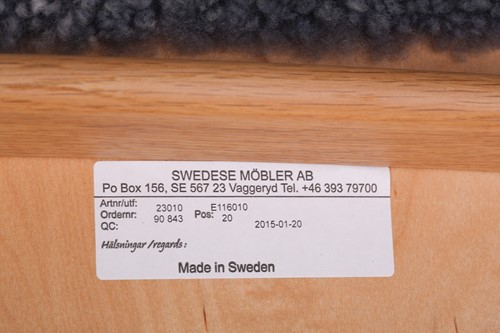 SWEDESE MÖBLER AB
Po Box 156, SE 567 23 Vaggeryd Tel. +46 393 79700
Artnr/utf: 23010 E116010
Ordernr: 90 843 Pos: 20
QC: 2015-01-20
Hälsningar /regards :
Made in Sweden